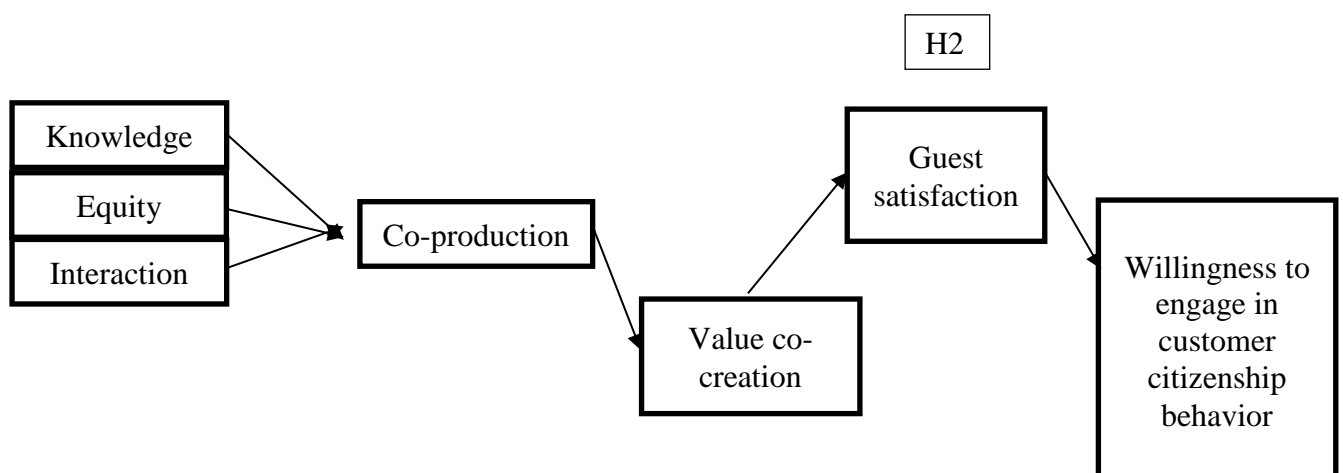 H2
Knowledge
Equity
Interaction
Co-production
Value co-
creation
Guest
satisfaction
Willingness to
engage in
customer
citizenship
behavior